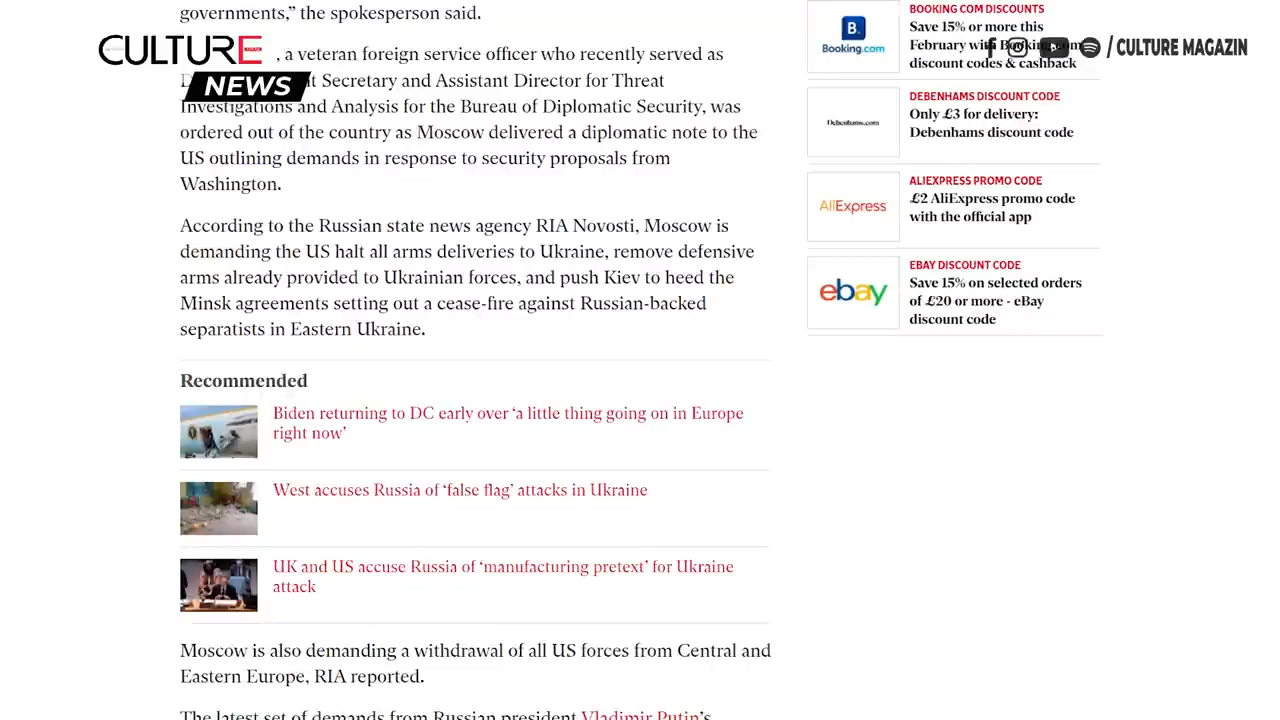 governments,” the spokesperson said.
CULTURE
MAGAZIN
NEWS
, a veteran foreign service officer who recently served as
t Secretary and Assistant Director for Threat
Investigations and Analysis for the Bureau of Diplomatic Security, was
ordered out of the country as Moscow delivered a diplomatic note to the
US outlining demands in response to security proposals from
Washington.
According to the Russian state news agency RIA Novosti, Moscow is
demanding the US halt all arms deliveries to Ukraine, remove defensive
arms already provided to Ukrainian forces, and push Kiev to heed the
Minsk agreements setting out a cease-fire against Russian-backed
separatists in Eastern Ukraine.
Recommended
Biden returning to DC early over ‘a little thing going on in Europe
right now’
West accuses Russia of ‘false flag’ attacks in Ukraine
UK and US accuse Russia of ‘manufacturing pretext’ for Ukraine
attack
Moscow is also demanding a withdrawal of all US forces from Central and
Eastern Europe, RIA reported.
The latest set of demands from Russian president Vladimir Putin’s
BOOKING COM DISCOUNTS
B.
Booking.com
Save 15% or more this
February with Booking.com
discount codes & cashback
/ CULTURE MAGAZIN
DEBENHAMS DISCOUNT CODE
Debenhams.com
Only £3 for delivery:
Debenhams discount code
ALIEXPRESS PROMO CODE
AliExpress
£2 AliExpress promo code
with the official app
EBAY DISCOUNT CODE
ebay
Save 15% on selected orders
of £20 or more - eBay
discount code